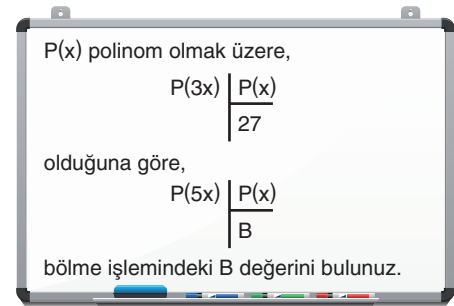 P(x) polinom olmak üzere,
P(3x) P(x)
27
olduğuna göre,
P(5x) P(x)
B
bölme işlemindeki B değerini bulunuz.